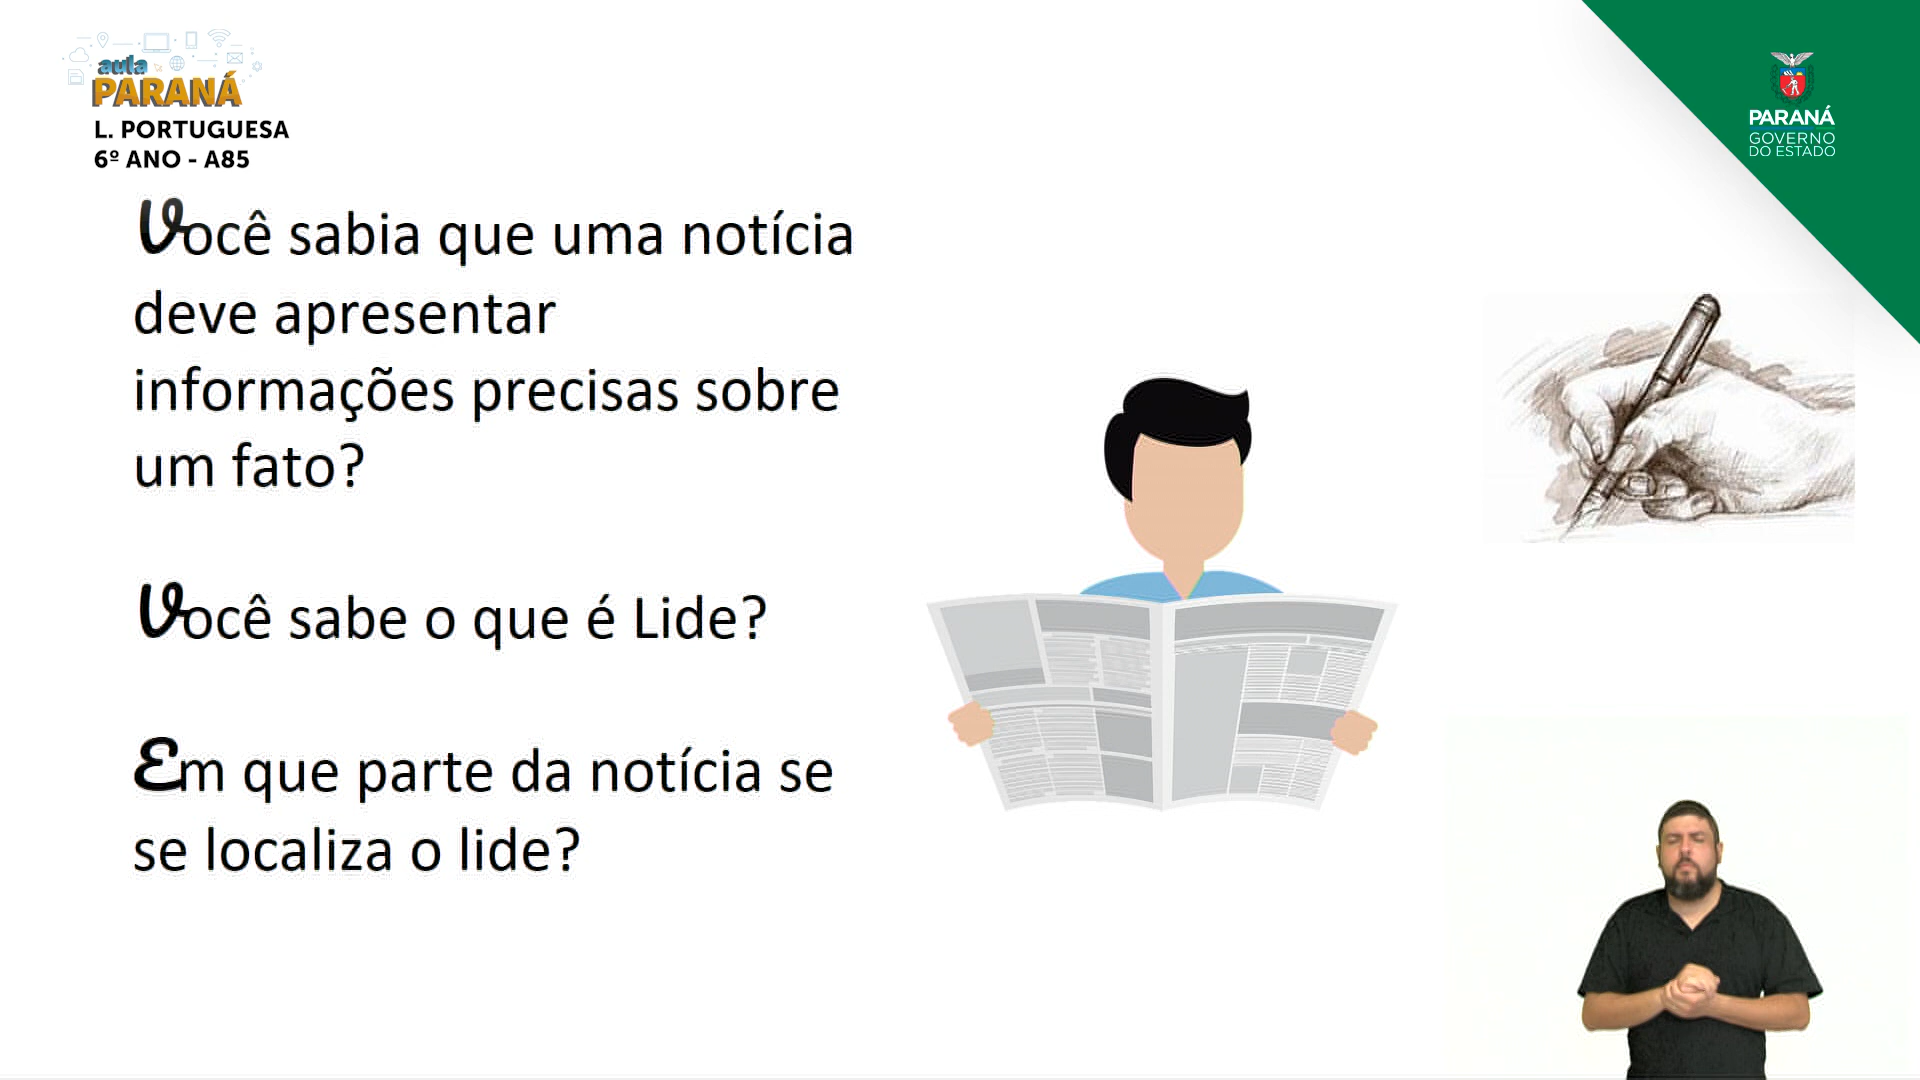 aula
PARANÁ
L. PORTUGUESA
6º ANO - A85
PARANÁ
GOVERNO
DO ESTADO
Você sabia que uma notícia
deve apresentar
informações precisas sobre
um fato?
Você sabe o que é Lide?
Em que parte da notícia se
se localiza o lide?